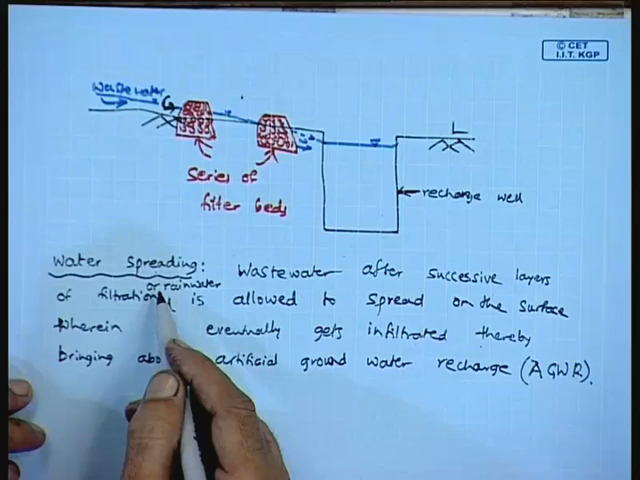 © CET
I.I.T. KGP
Wastewater
Series of
filter beds
recharge well
Water Spreading: Wastewater after successive layers
or rainwater
of filtration is allowed to spread on the surface
wherein eventually gets infiltrated thereby
bringing abo artificial ground water recharge (AGWR).